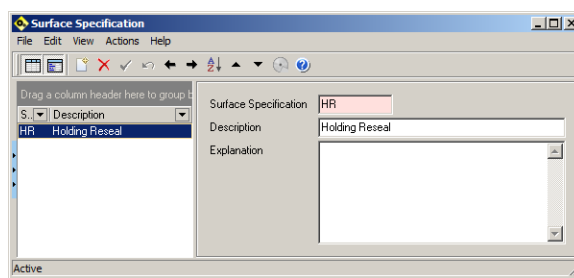 Surface Specification
File Edit View Actions Help
Drag a column header here to group b
S.. Description
HR Holding Reseal
Surface Specification HR
Description Holding Reseal
Explanation
Active